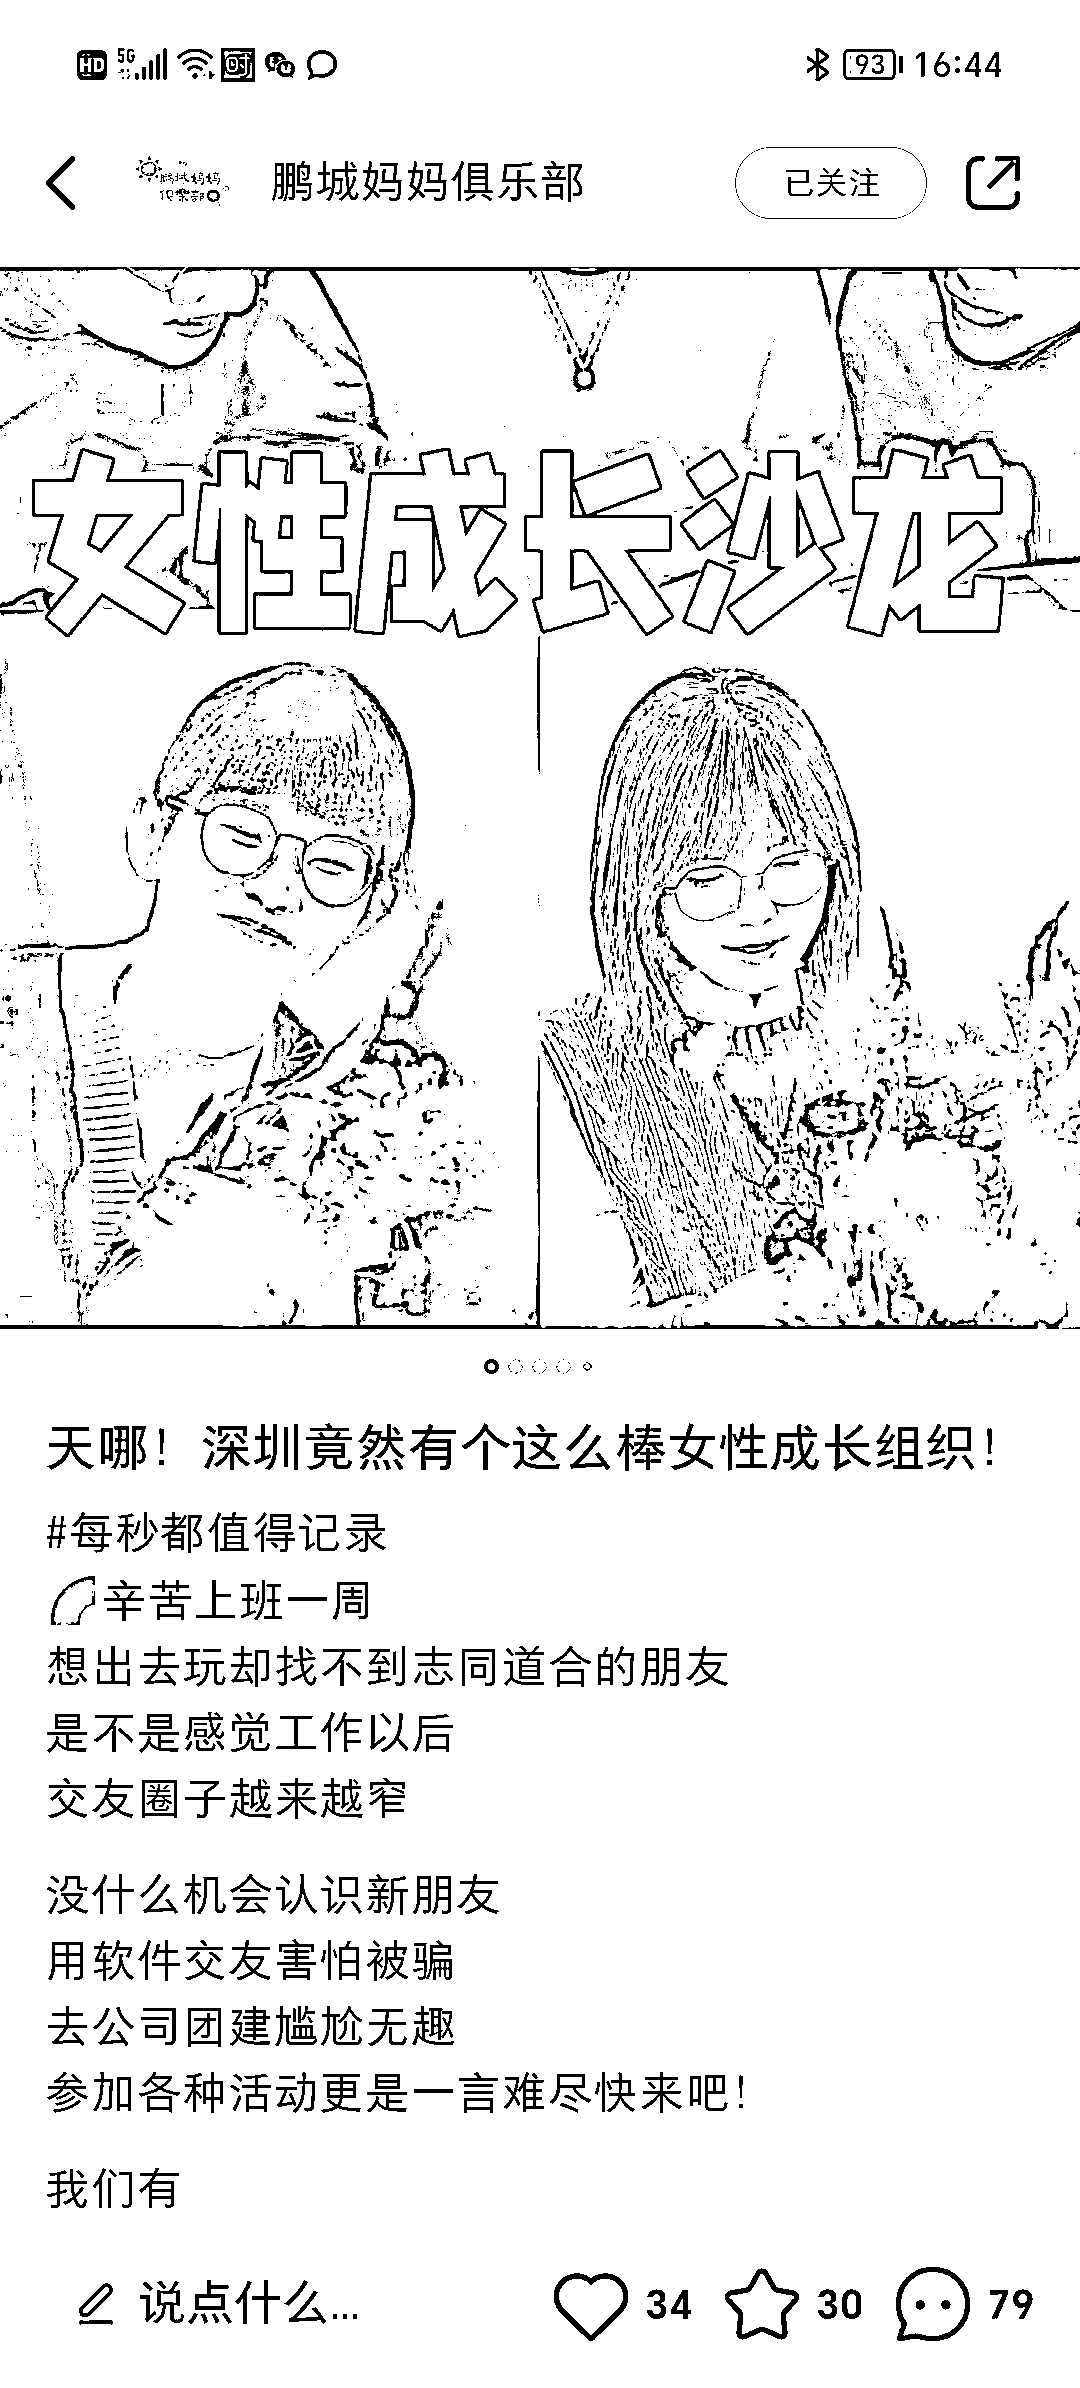 HD 5G 93 16:44
鹏城妈妈俱乐部 已关注
女性成长沙龙
天哪！深圳竟然有个这么棒女性成长组织！
#每秒都值得记录
辛苦上班一周
想出去玩却找不到志同道合的朋友
是不是感觉工作以后
交友圈子越来越窄
没什么机会认识新朋友
用软件交友害怕被骗
去公司团建尴尬无趣
参加各种活动更是一言难尽快来吧！
我们有
说点什么... 34 30 79